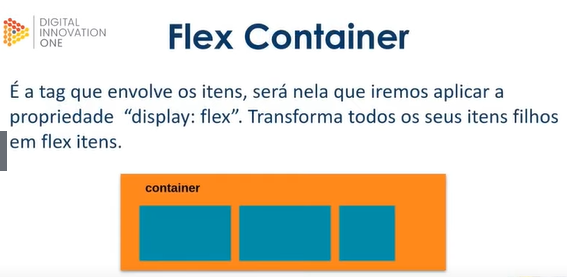 DIGITAL
INNOVATION
ONE
Flex Container
É a tag que envolve os itens, será nela que iremos aplicar a
propriedade “display: flex”. Transforma todos os seus itens filhos
em flex itens.
container